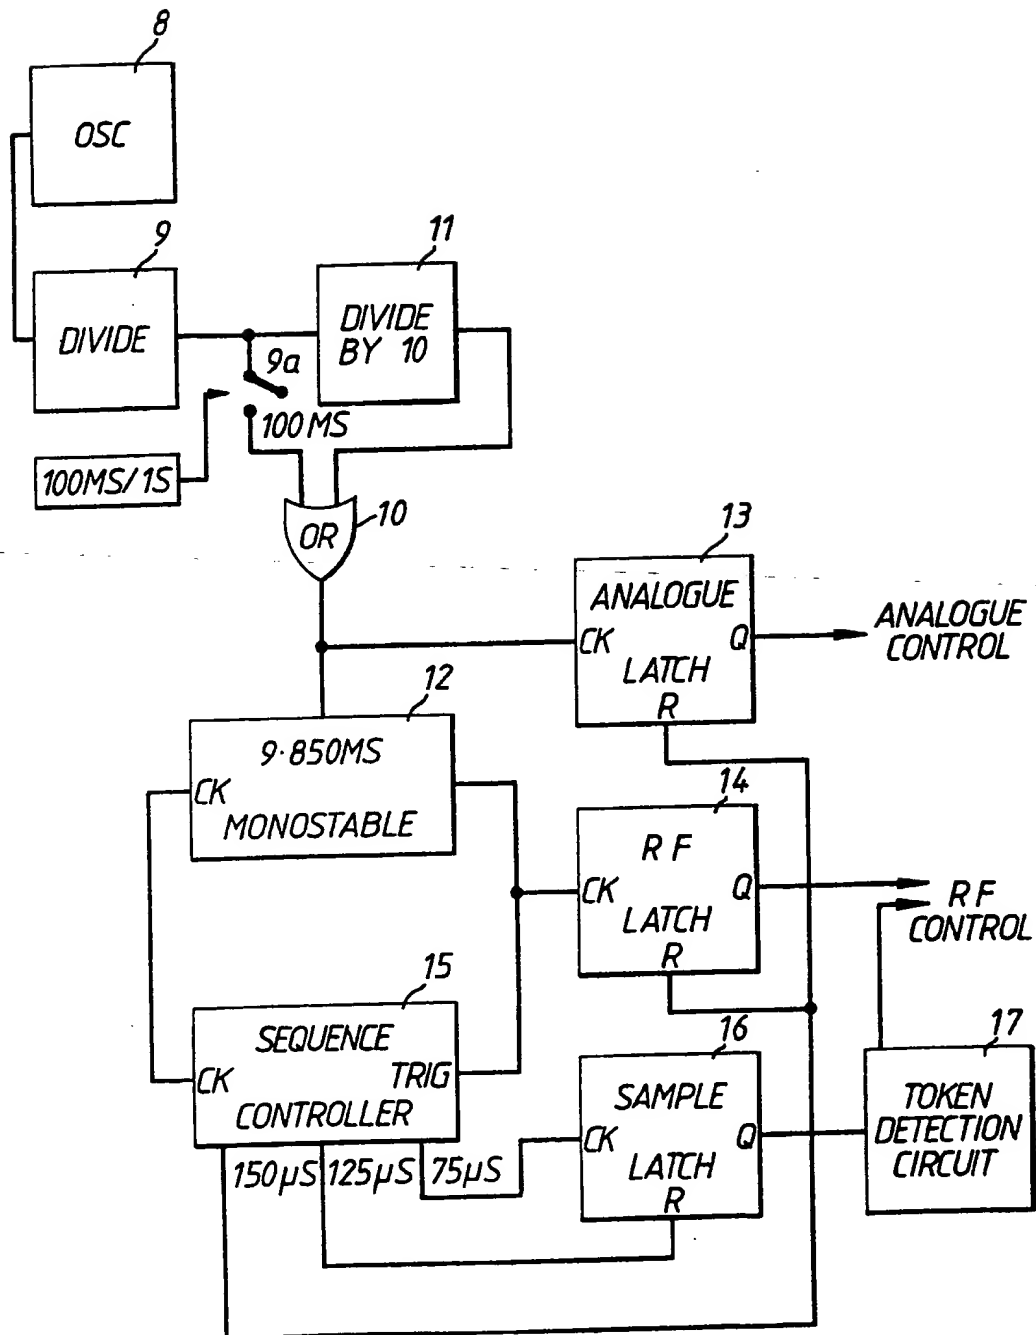 8
OSC
9
11
DIVIDE
DIVIDE
BY 10
9a
100MS
100MS/1S
OR
10
13
ANALOGUE
CK
Q
LATCH
R
ANALOGUE
CONTROL
12
9·850MS
CK
MONOSTABLE
14
RF
CK
Q
LATCH
R
RF
CONTROL
15
SEQUENCE
CK
TRIG
CONTROLLER
150µS
125µS
75µS
16
SAMPLE
CK
Q
LATCH
R
17
TOKEN
DETECTION
CIRCUIT